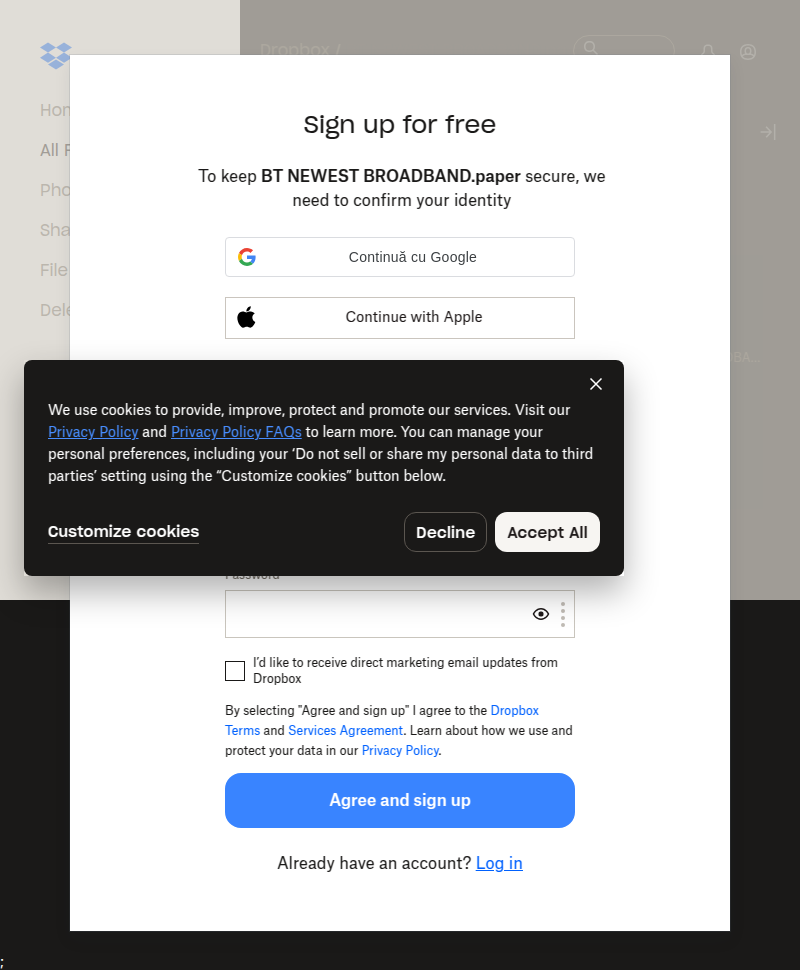 Dropbox /
Sign up for free
To keep BT NEWEST BROADBAND.paper secure, we
need to confirm your identity
Continuă cu Google
Continue with Apple
We use cookies to provide, improve, protect and promote our services. Visit our
Privacy Policy and Privacy Policy FAQs to learn more. You can manage your
personal preferences, including your ‘Do not sell or share my personal data to third
parties’ setting using the “Customize cookies” button below.
Customize cookies
Decline
Accept All
Password
I'd like to receive direct marketing email updates from
Dropbox
By selecting "Agree and sign up" I agree to the Dropbox
Terms and Services Agreement. Learn about how we use and
protect your data in our Privacy Policy.
Agree and sign up
Already have an account? Log in
All
File
;